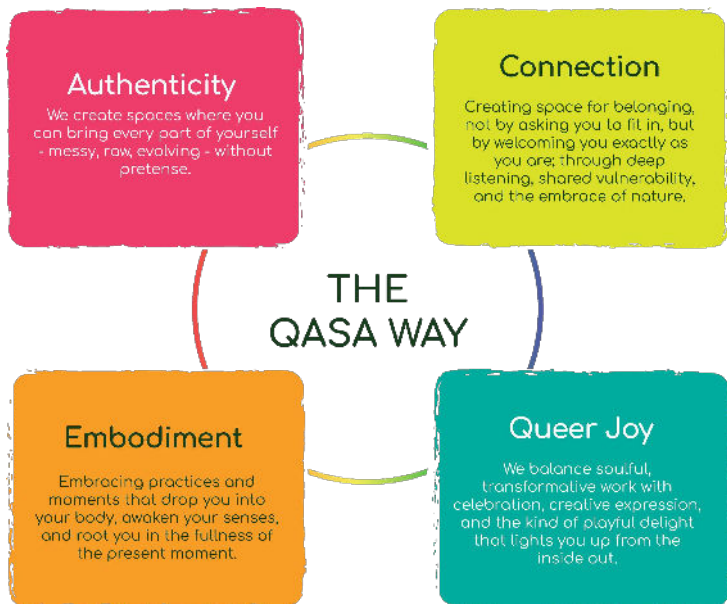 Authenticity
We create spaces where you
can bring every part of yourself
- messy, raw, evolving - without
pretense.
Connection
Creating space for belonging,
not by asking you to fit in, but
by welcoming you exactly as
you are; through deep
listening, shared vulnerability,
and the embrace of nature.
THE
QASA WAY
Embodiment
Embracing practices and
moments that drop you into
your body, awaken your senses,
and root you in the fullness of
the present moment.
Queer Joy
We balance soulful,
transformative work with
celebration, creative expression,
and the kind of playful delight
that lights you up from the
inside out.